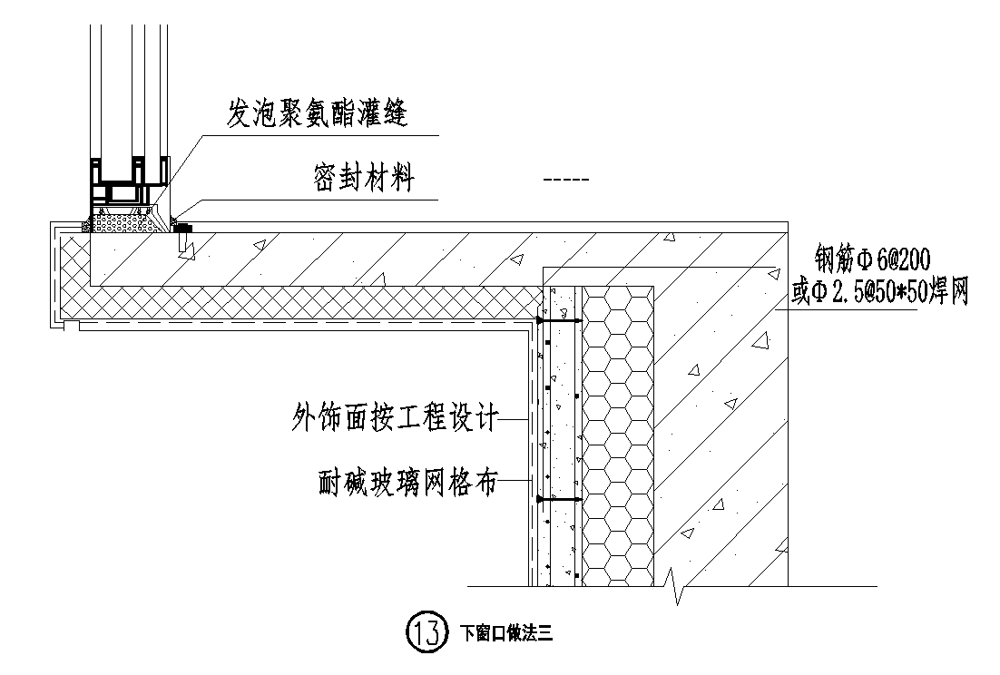 发泡聚氨酯灌缝
密封材料
钢筋Φ6@200
或Φ2.5@50*50焊网
外饰面按工程设计
耐碱玻璃网格布
13 下窗口做法三